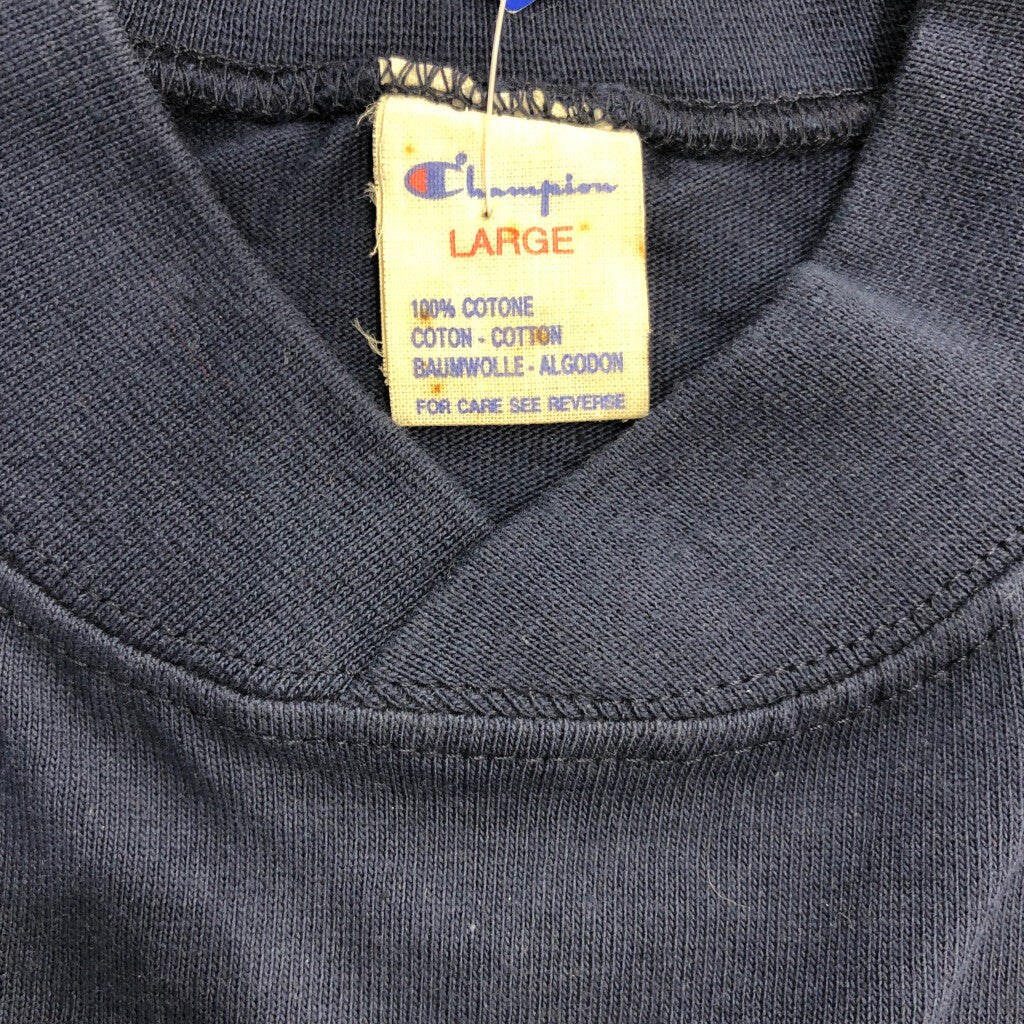 Champion
LARGE
100% COTONE
COTON - COTTON
BAUMWOLLE - ALGODON
FOR CARE SEE REVERSE